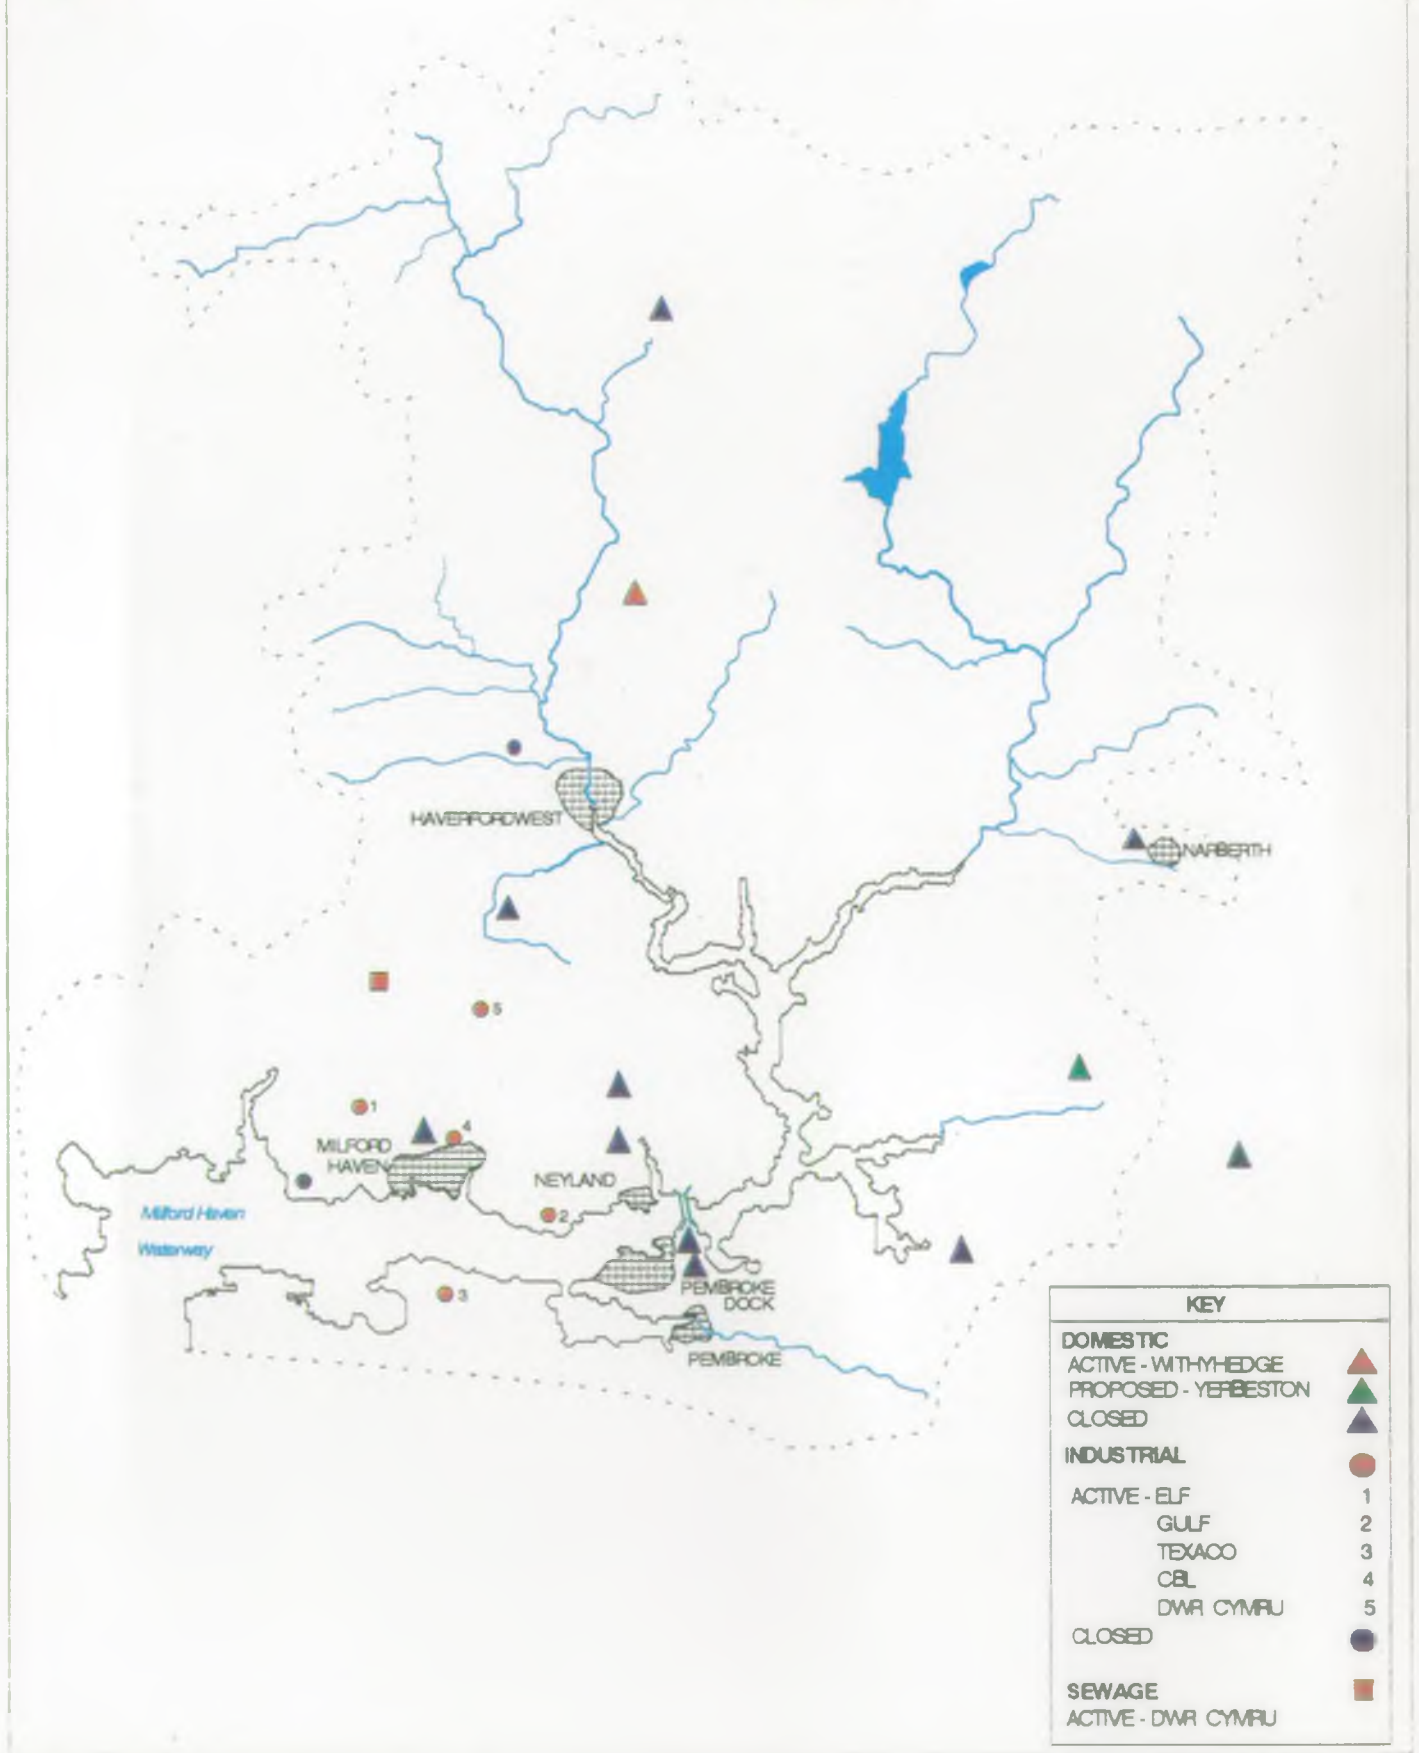 HAVERFORDWEST
NARBERTH
5
1
4
MILFORD
HAVEN
NEYLAND
2
Milford Haven
Waterway
3
PEMBROKE
DOCK
PEMBROKE
KEY
DOMESTIC
ACTIVE - WITHYHEDGE
PROPOSED - YERBESTON
CLOSED
INDUSTRIAL
ACTIVE - ELF 1
GULF 2
TEXACO 3
CBL 4
DWR CYMRU 5
CLOSED
SEWAGE
ACTIVE - DWR CYMRU